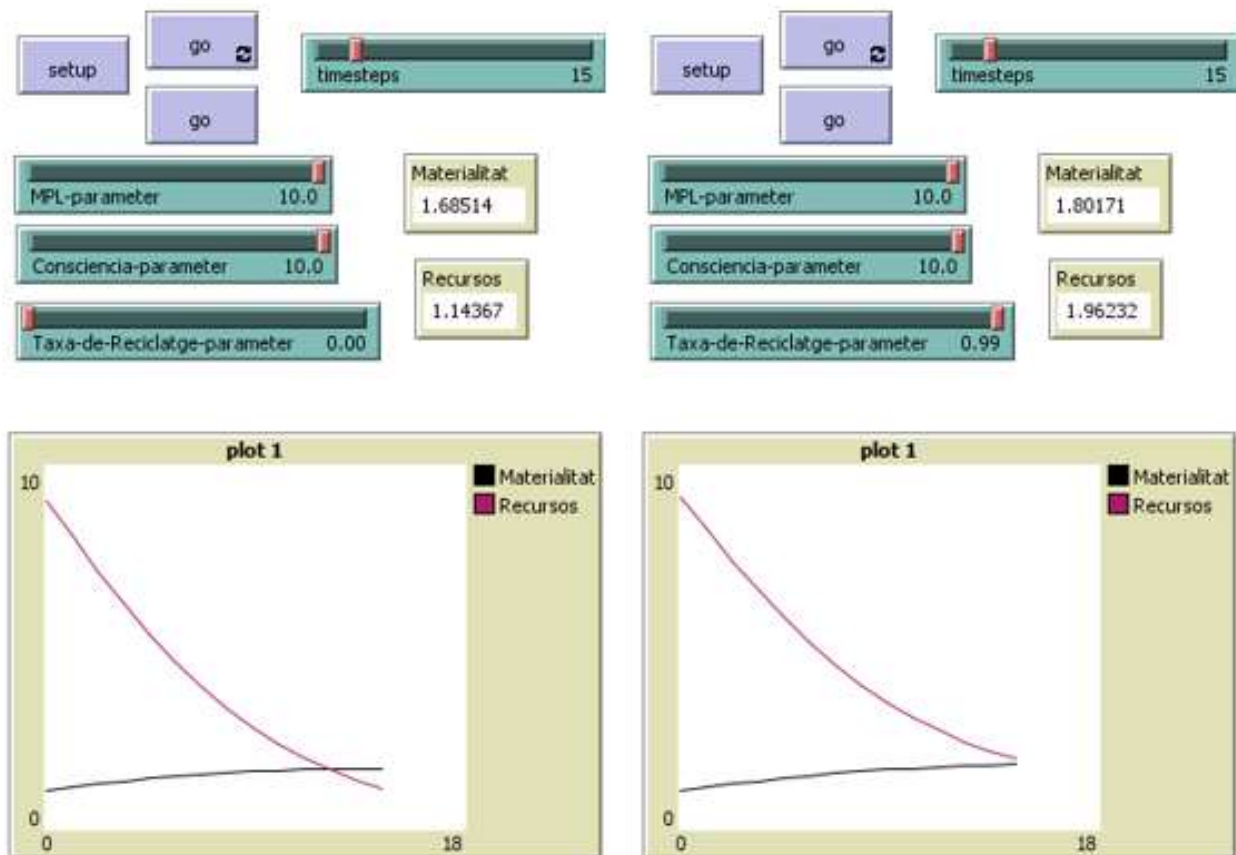 setup
go
go
timesteps 15
MPL-parameter 10.0
Consciencia-parameter 10.0
Taxa-de-Reciclatge-parameter 0.00
Materialitat
1.68514
Recursos
1.14367
plot 1
10
0
0 18
Materialitat
Recursos
setup
go
go
timesteps 15
MPL-parameter 10.0
Consciencia-parameter 10.0
Taxa-de-Reciclatge-parameter 0.99
Materialitat
1.80171
Recursos
1.96232
plot 1
10
0
0 18
Materialitat
Recursos